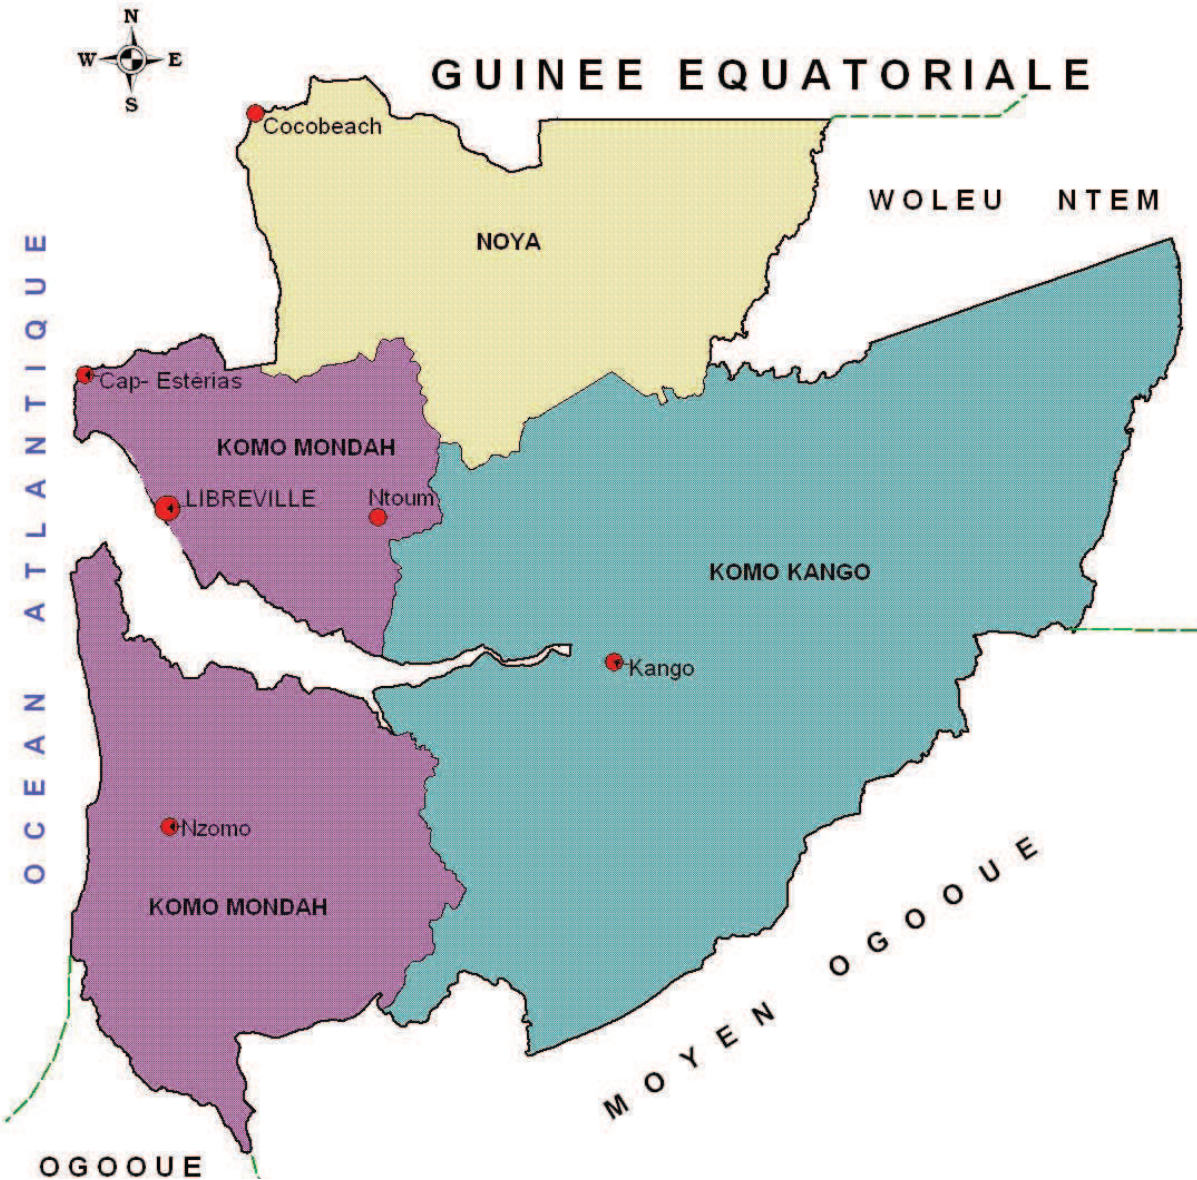 N
W E
S
GUINEE EQUATORIALE
Cocobeach
WOLEU NTEM
NOYA
OCEAN ATLANTIQUE
Cap- Estérias
KOMO MONDAH
LIBREVILLE
Ntoum
KOMO KANGO
Kango
Nzomo
KOMO MONDAH
MOYEN OGOOUE
OGOOUE